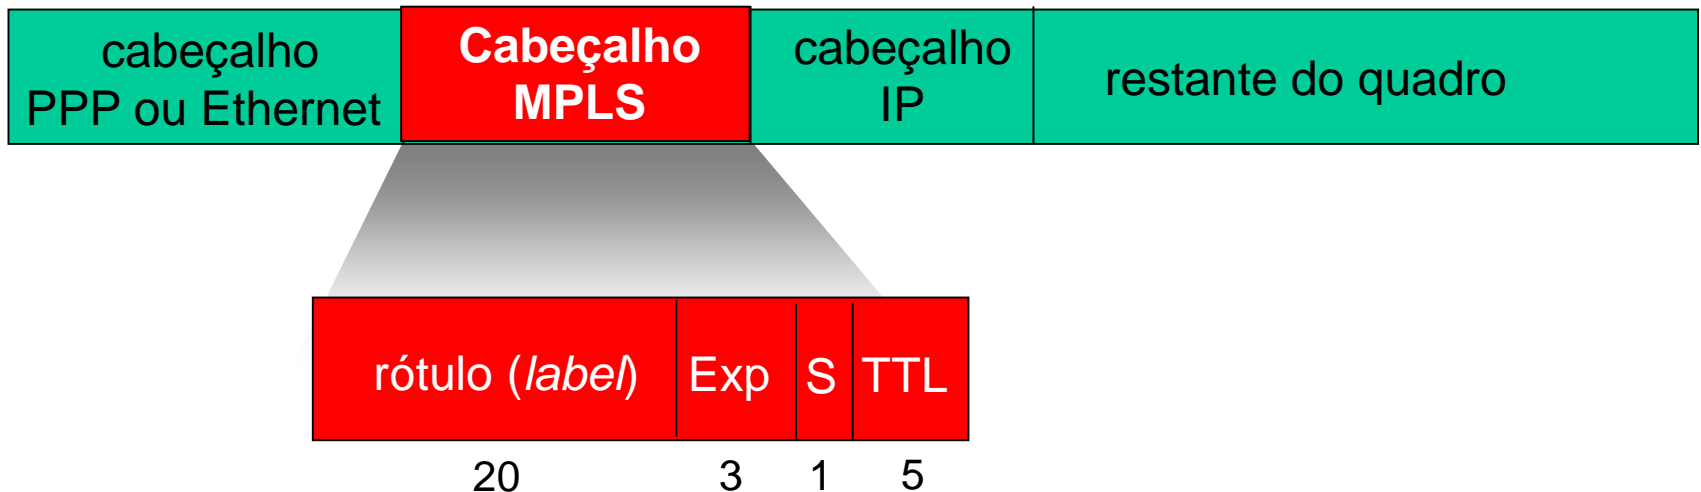 cabeçalho
PPP ou Ethernet
Cabeçalho
MPLS
cabeçalho
IP
restante do quadro
rótulo (label)
Exp
S
TTL
20
3
1
5